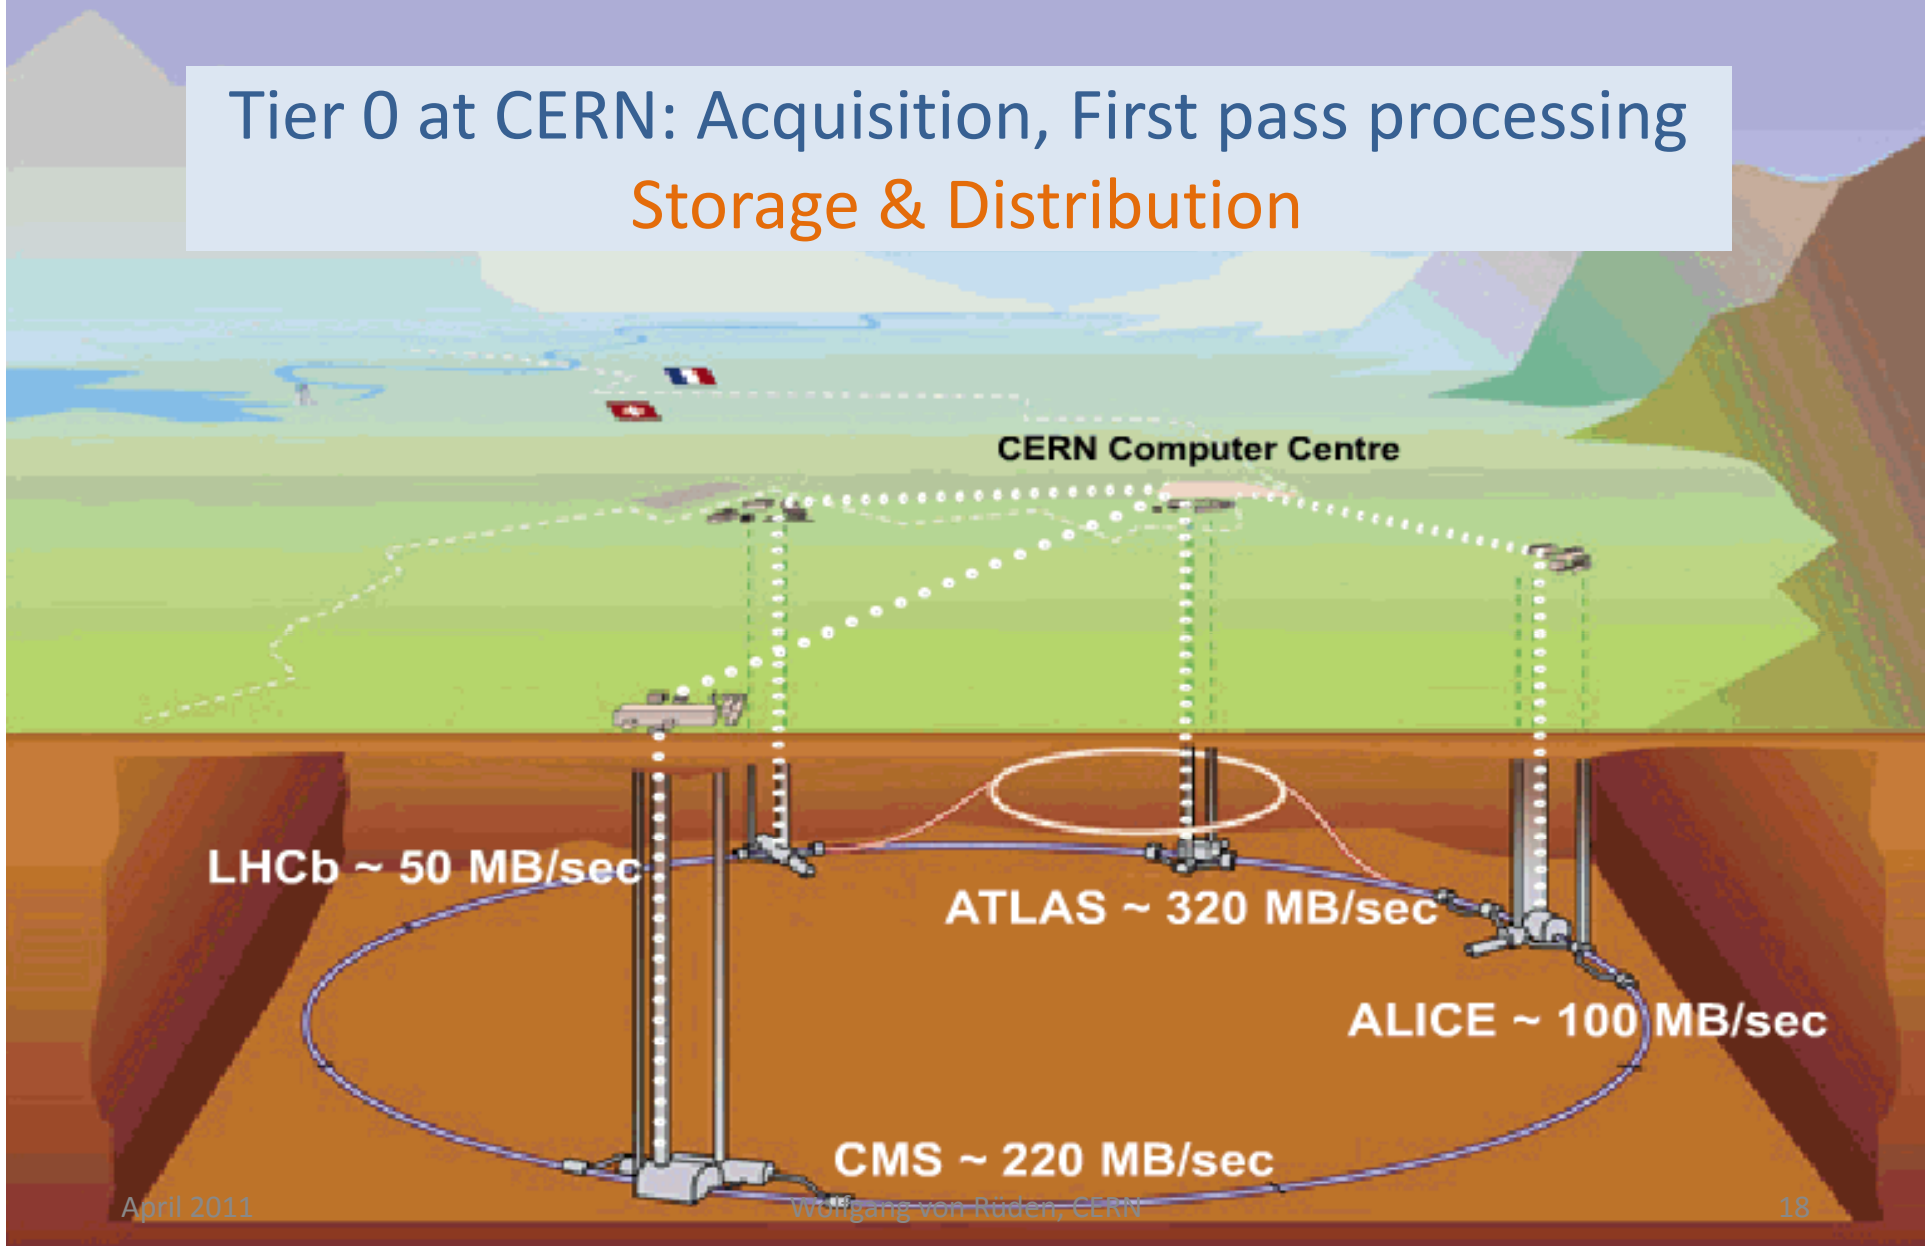 Tier 0 at CERN: Acquisition, First pass processing
Storage & Distribution
CERN Computer Centre
LHCb ~ 50 MB/sec
ATLAS ~ 320 MB/sec
ALICE ~ 100 MB/sec
CMS ~ 220 MB/sec
April 2011
Wolfgang von Rüden, CERN
18